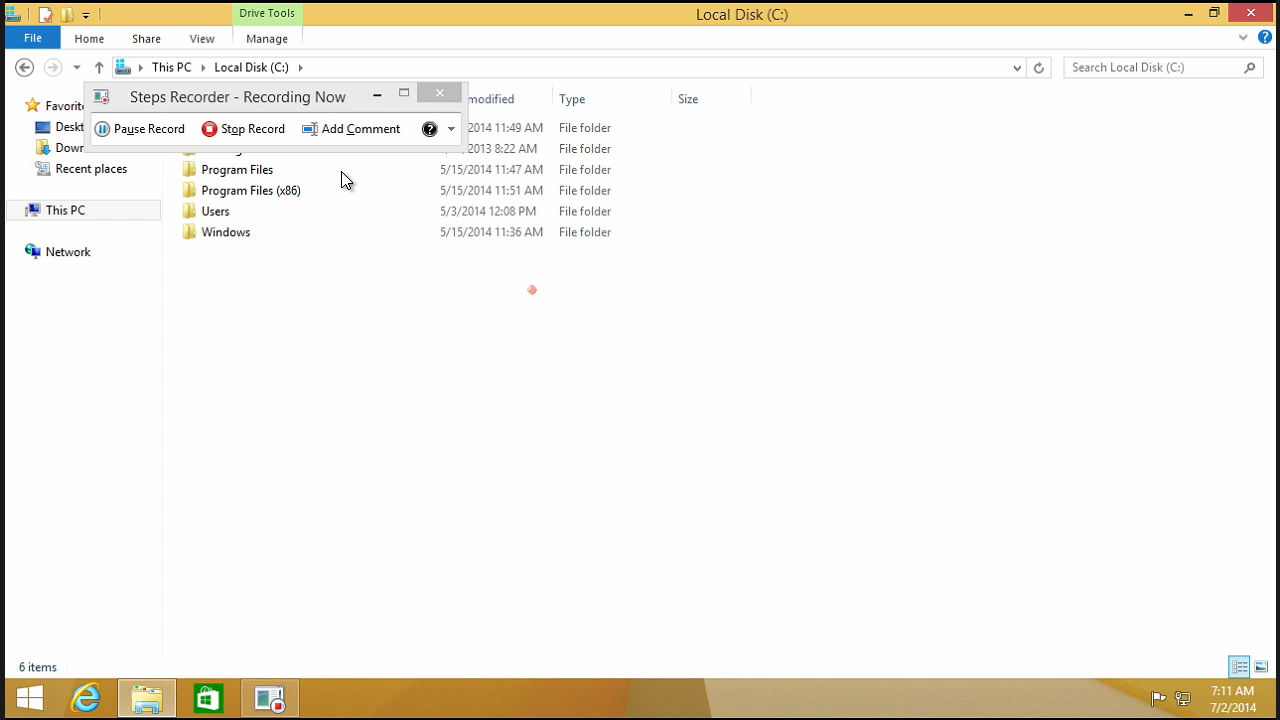 Drive Tools
Local Disk (C:)
File
Home
Share
View
Manage
This PC
Local Disk (C:)
Search Local Disk (C:)
Steps Recorder - Recording Now
Pause Record
Stop Record
Add Comment
modified
Type
Size
Favorite
Deskt
2014 11:49 AM
File folder
Down
2013 8:22 AM
File folder
Recent places
Program Files
5/15/2014 11:47 AM
File folder
Program Files (x86)
5/15/2014 11:51 AM
File folder
This PC
Users
5/3/2014 12:08 PM
File folder
Windows
5/15/2014 11:36 AM
File folder
Network
6 items
7:11 AM
7/2/2014